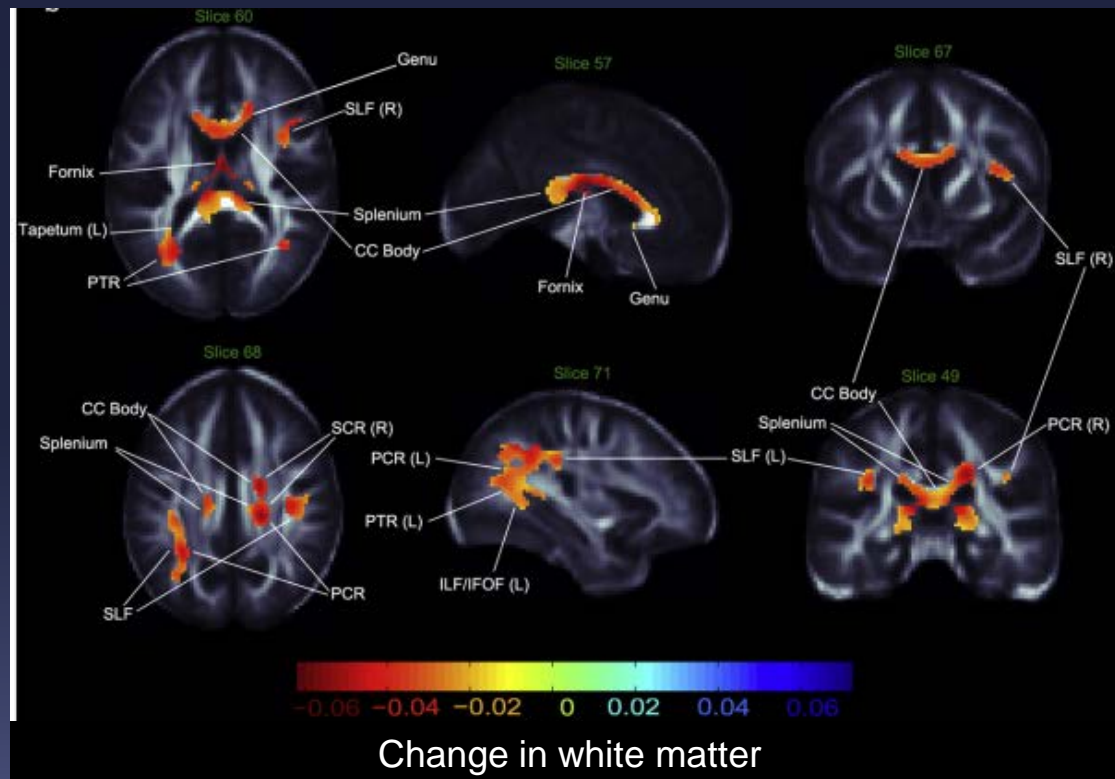 Slice 60
Genu
SLF (R)
Fornix
Tapetum (L)
PTR
Slice 57
Splenium
CC Body
Fornix
Genu
Slice 67
SLF (R)
Slice 68
CC Body
Splenium
SCR (R)
SLF
PCR
Slice 71
PCR (L)
SLF (L)
PTR (L)
ILF/IFOF (L)
CC Body
Slice 49
Splenium
PCR (R)
−0.06 −0.04 −0.02 0 0.02 0.04 0.06
Change in white matter